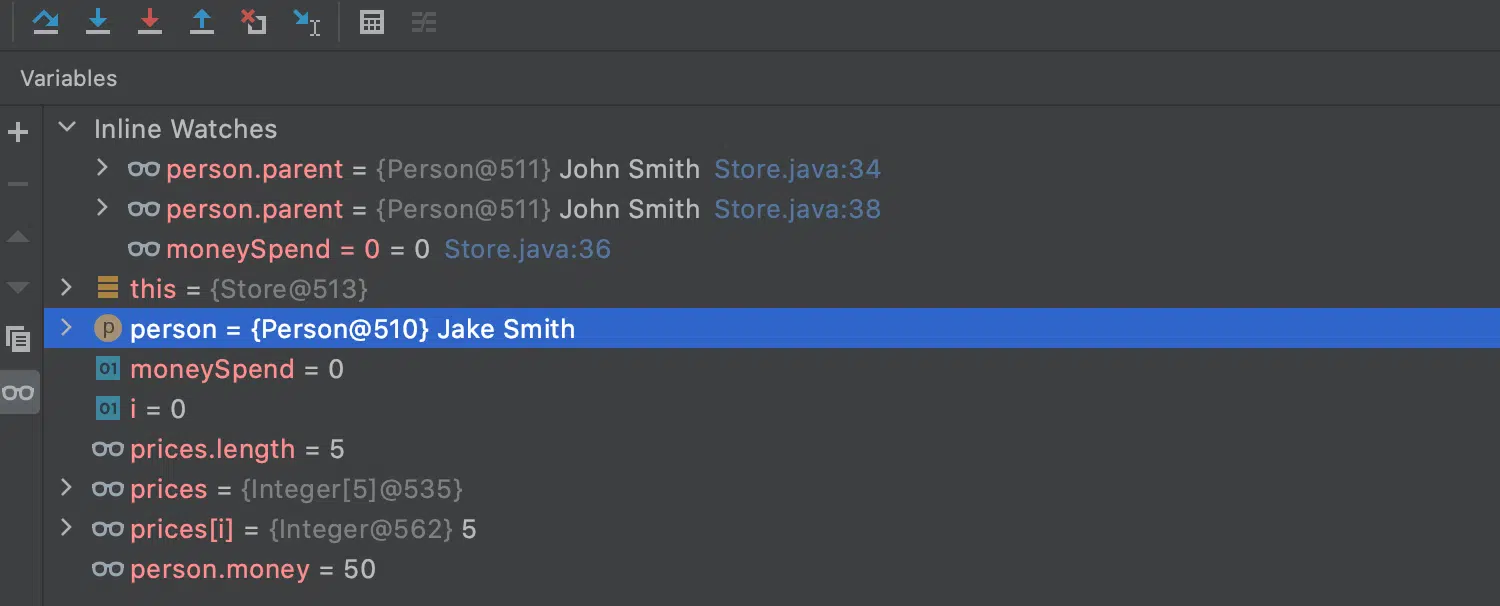 Variables
Inline Watches
person.parent = {Person@511} John Smith Store.java:34
person.parent = {Person@511} John Smith Store.java:38
moneySpend = 0 = 0 Store.java:36
this = {Store@513}
p person = {Person@510} Jake Smith
01 moneySpend = 0
01 i = 0
prices.length = 5
prices = {Integer[5]@535}
prices[i] = {Integer@562} 5
person.money = 50